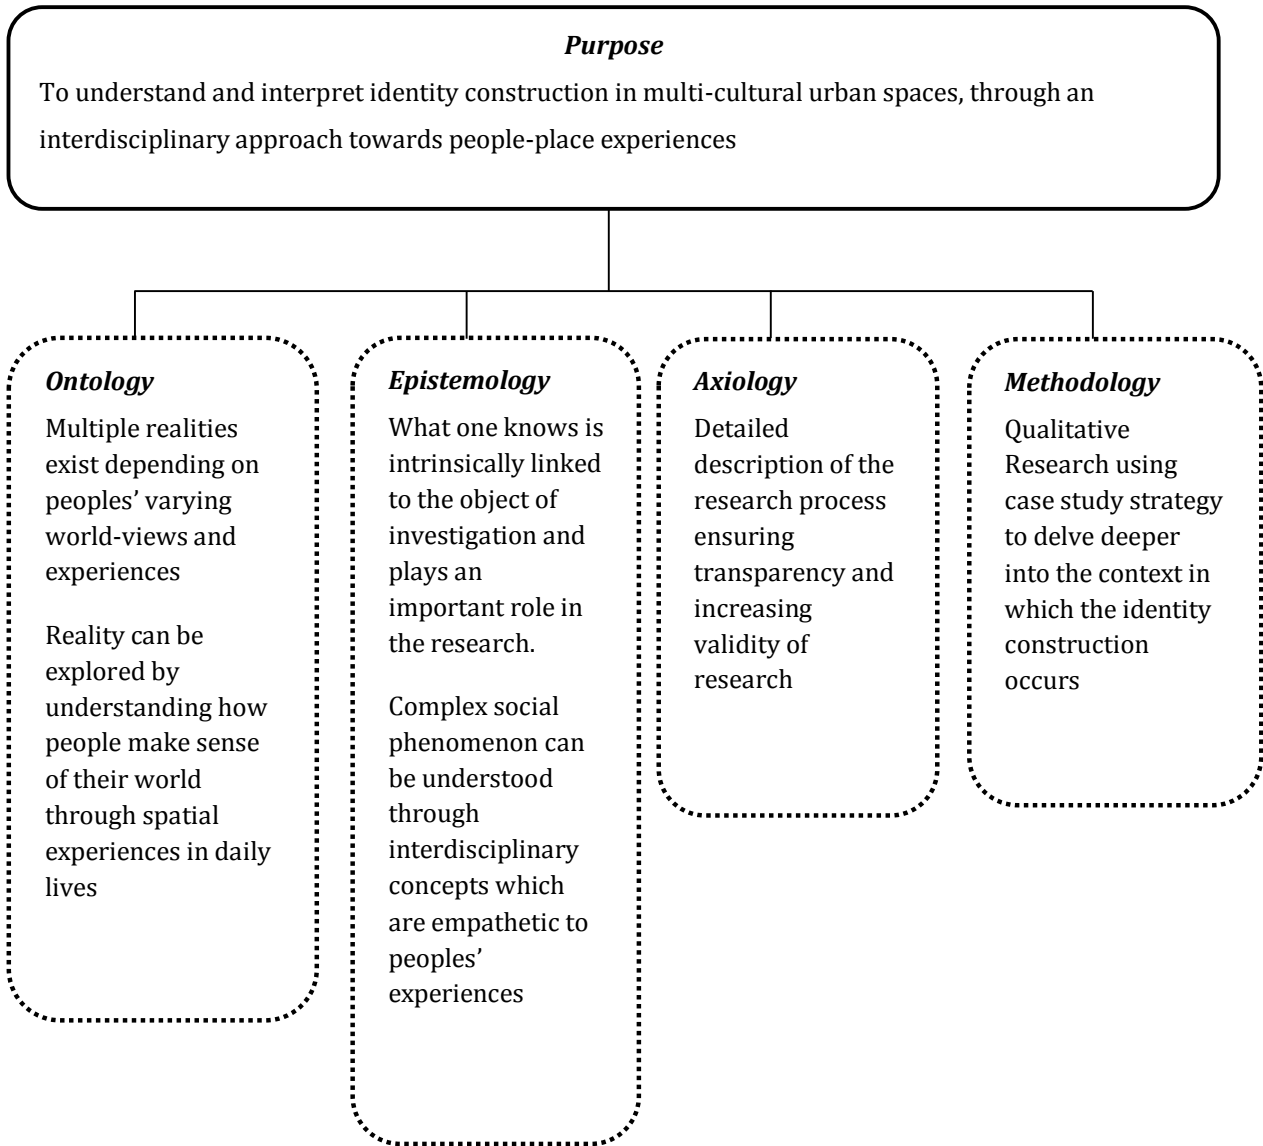 Purpose
To understand and interpret identity construction in multi-cultural urban spaces, through an
interdisciplinary approach towards people-place experiences
Ontology
Multiple realities
exist depending on
peoples’ varying
world-views and
experiences
Reality can be
explored by
understanding how
people make sense
of their world
through spatial
experiences in daily
lives
Epistemology
What one knows is
intrinsically linked
to the object of
investigation and
plays an
important role in
the research.
Complex social
phenomenon can
be understood
through
interdisciplinary
concepts which
are empathetic to
peoples’
experiences
Axiology
Detailed
description of the
research process
ensuring
transparency and
increasing
validity of
research
Methodology
Qualitative
Research using
case study strategy
to delve deeper
into the context in
which the identity
construction
occurs